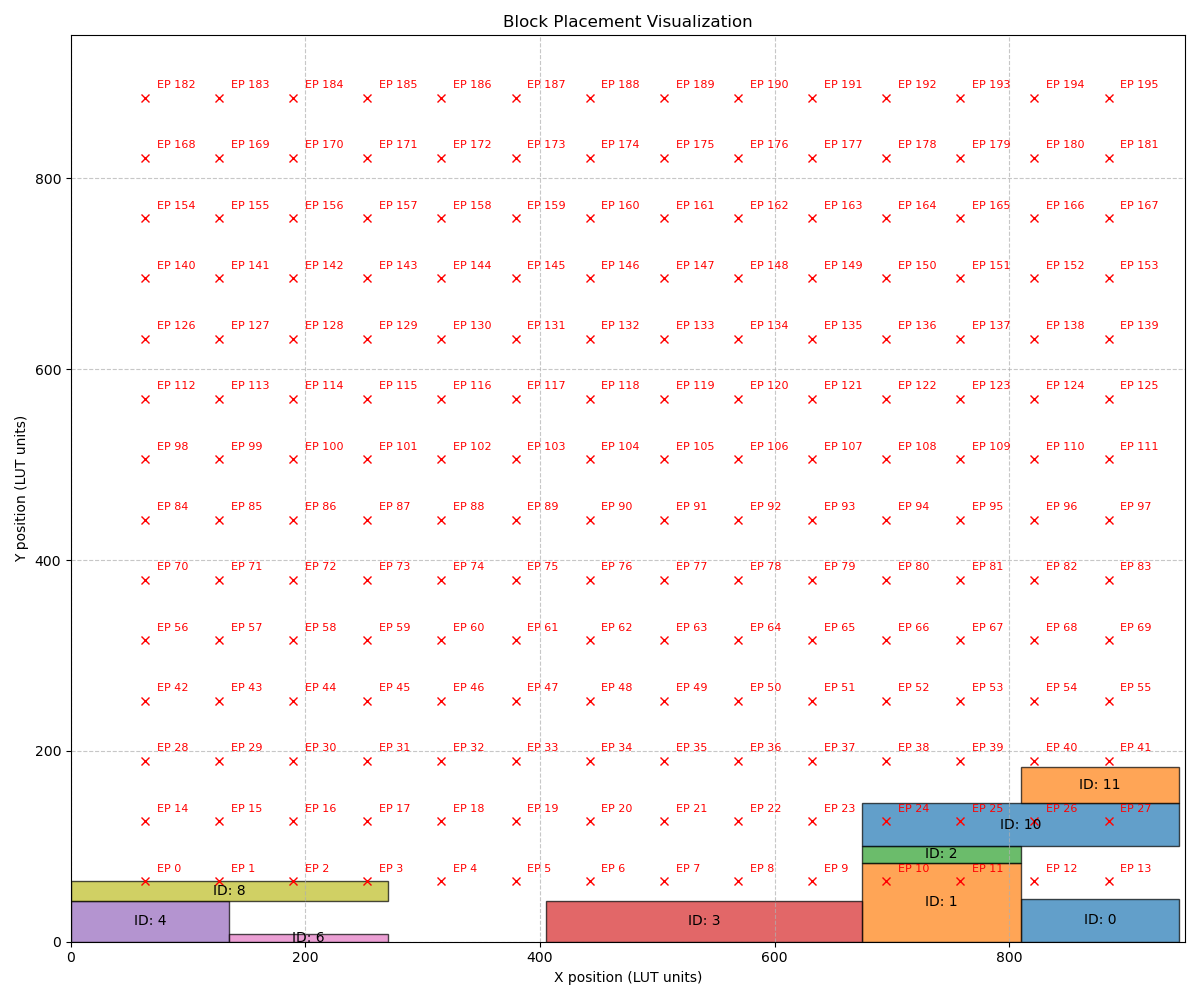 Block Placement Visualization
EP 182 EP 183 EP 184 EP 185 EP 186 EP 187 EP 188 EP 189 EP 190 EP 191 EP 192 EP 193 EP 194 EP 195
EP 168 EP 169 EP 170 EP 171 EP 172 EP 173 EP 174 EP 175 EP 176 EP 177 EP 178 EP 179 EP 180 EP 181
800
EP 154 EP 155 EP 156 EP 157 EP 158 EP 159 EP 160 EP 161 EP 162 EP 163 EP 164 EP 165 EP 166 EP 167
EP 140 EP 141 EP 142 EP 143 EP 144 EP 145 EP 146 EP 147 EP 148 EP 149 EP 150 EP 151 EP 152 EP 153
EP 126 EP 127 EP 128 EP 129 EP 130 EP 131 EP 132 EP 133 EP 134 EP 135 EP 136 EP 137 EP 138 EP 139
600
EP 112 EP 113 EP 114 EP 115 EP 116 EP 117 EP 118 EP 119 EP 120 EP 121 EP 122 EP 123 EP 124 EP 125
EP 98 EP 99 EP 100 EP 101 EP 102 EP 103 EP 104 EP 105 EP 106 EP 107 EP 108 EP 109 EP 110 EP 111
Y position (LUT units)
EP 84 EP 85 EP 86 EP 87 EP 88 EP 89 EP 90 EP 91 EP 92 EP 93 EP 94 EP 95 EP 96 EP 97
400
EP 70 EP 71 EP 72 EP 73 EP 74 EP 75 EP 76 EP 77 EP 78 EP 79 EP 80 EP 81 EP 82 EP 83
EP 56 EP 57 EP 58 EP 59 EP 60 EP 61 EP 62 EP 63 EP 64 EP 65 EP 66 EP 67 EP 68 EP 69
EP 42 EP 43 EP 44 EP 45 EP 46 EP 47 EP 48 EP 49 EP 50 EP 51 EP 52 EP 53 EP 54 EP 55
200
EP 28 EP 29 EP 30 EP 31 EP 32 EP 33 EP 34 EP 35 EP 36 EP 37 EP 38 EP 39 EP 40 EP 41
ID: 11
EP 14 EP 15 EP 16 EP 17 EP 18 EP 19 EP 20 EP 21 EP 22 EP 23 EP 24 EP 25 EP 26 EP 27
ID: 10
ID: 2
EP 0 EP 1 EP 2 EP 3 EP 4 EP 5 EP 6 EP 7 EP 8 EP 9 EP 10 EP 11 EP 12 EP 13
ID: 8
ID: 1
ID: 4 ID: 3 ID: 0
ID: 6
0
0 200 400 600 800
X position (LUT units)